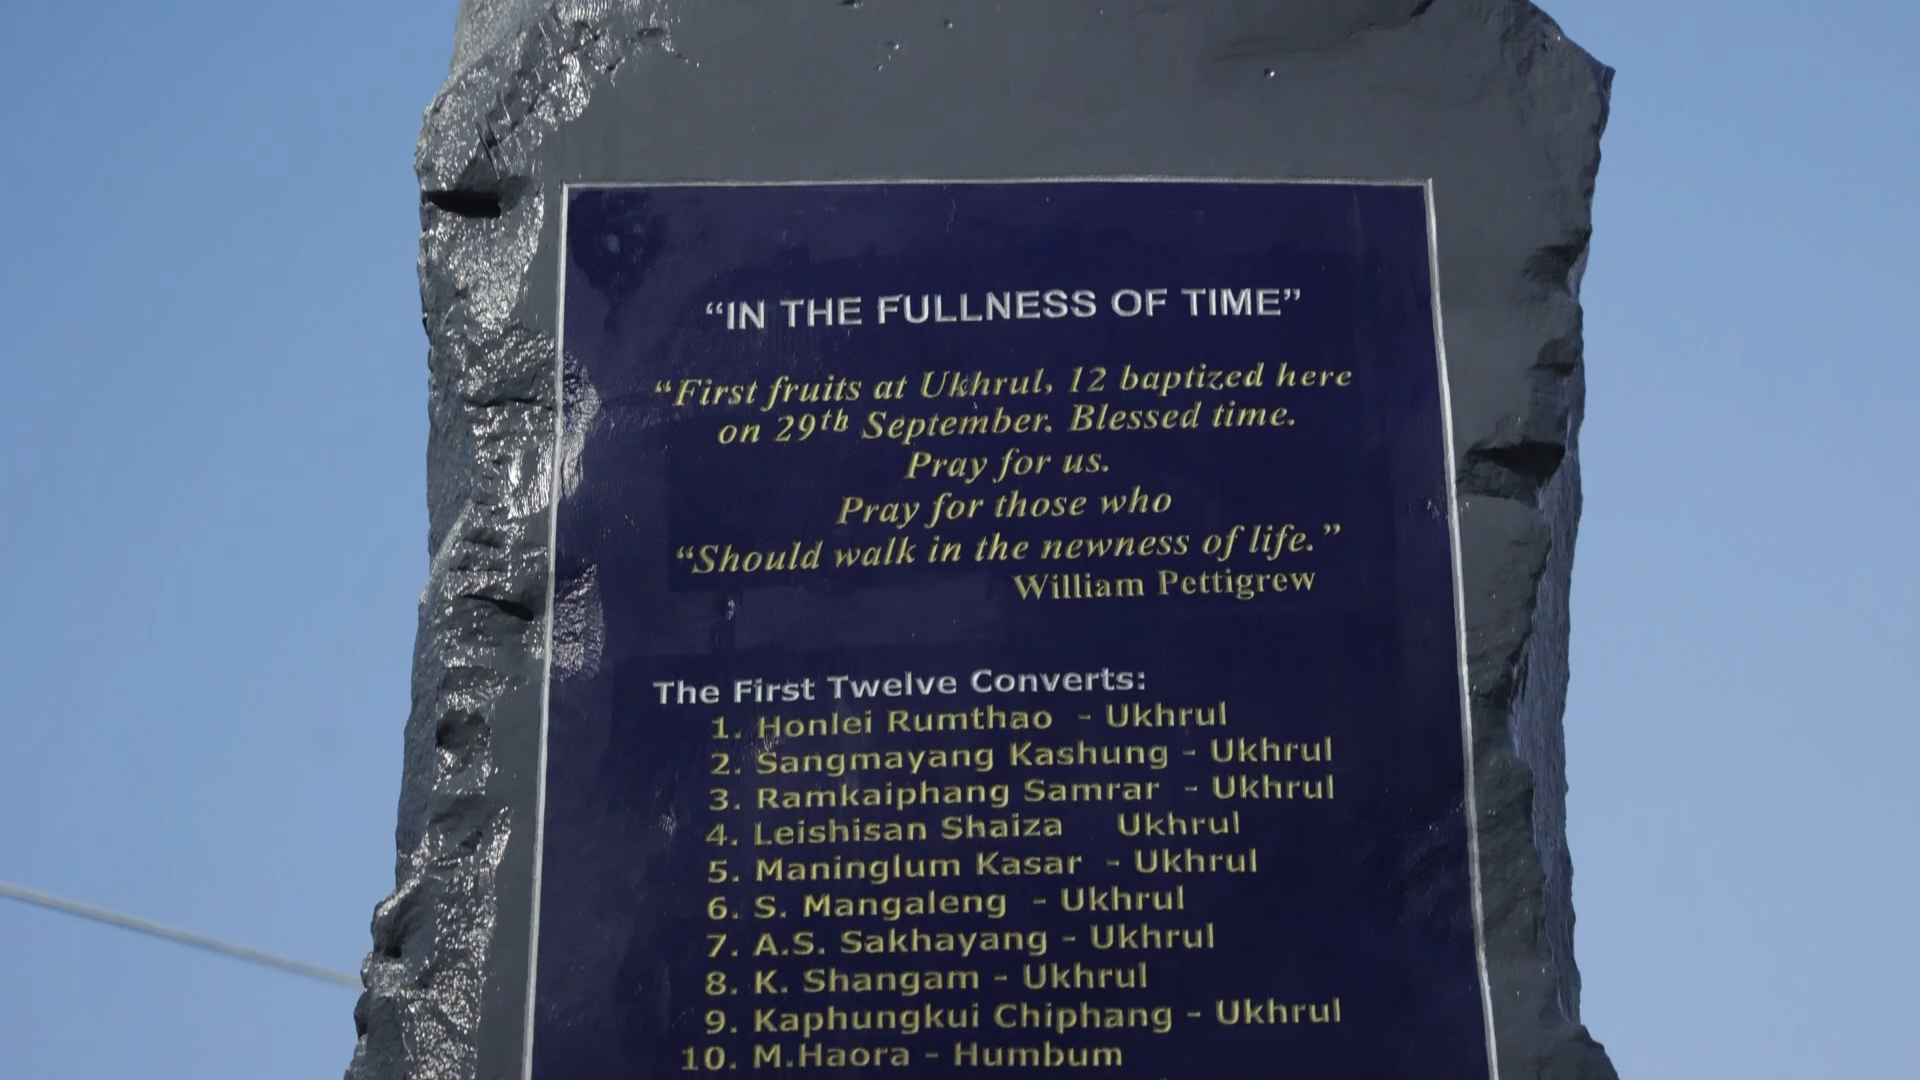 “IN THE FULLNESS OF TIME”
“First fruits at Ukhrul, 12 baptized here
on 29th September. Blessed time.
Pray for us.
Pray for those who
“Should walk in the newness of life.”
William Pettigrew
The First Twelve Converts:
1. Honlei Rumthao - Ukhrul
2. Sangmayang Kashung - Ukhrul
3. Ramkaiphang Samrar - Ukhrul
4. Leishisan Shaiza Ukhrul
5. Maninglum Kasar - Ukhrul
6. S. Mangaleng - Ukhrul
7. A.S. Sakhayang - Ukhrul
8. K. Shangam - Ukhrul
9. Kaphungkui Chiphang - Ukhrul
10. M.Haora - Humbum